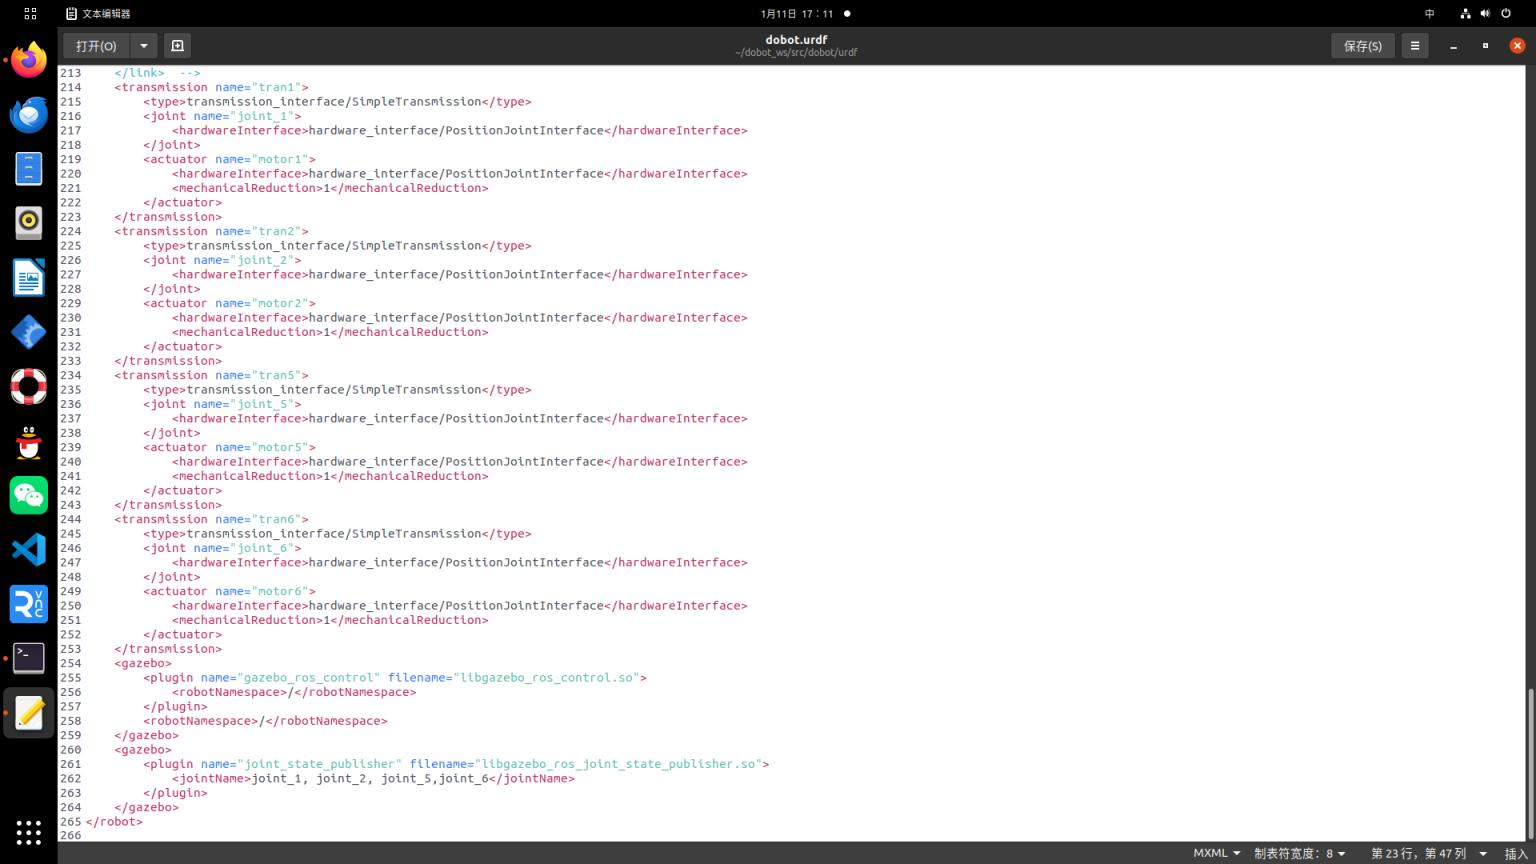 文本编辑器
1月11日 17：11
中
打开(O)
dobot.urdf
~/dobot_ws/src/dobot/urdf
保存(S)
213     </link>  -->
214     <transmission name="tran1">
215         <type>transmission_interface/SimpleTransmission</type>
216         <joint name="joint_1">
217             <hardwareInterface>hardware_interface/PositionJointInterface</hardwareInterface>
218         </joint>
219         <actuator name="motor1">
220             <hardwareInterface>hardware_interface/PositionJointInterface</hardwareInterface>
221             <mechanicalReduction>1</mechanicalReduction>
222         </actuator>
223     </transmission>
224     <transmission name="tran2">
225         <type>transmission_interface/SimpleTransmission</type>
226         <joint name="joint_2">
227             <hardwareInterface>hardware_interface/PositionJointInterface</hardwareInterface>
228         </joint>
229         <actuator name="motor2">
230             <hardwareInterface>hardware_interface/PositionJointInterface</hardwareInterface>
231             <mechanicalReduction>1</mechanicalReduction>
232         </actuator>
233     </transmission>
234     <transmission name="tran5">
235         <type>transmission_interface/SimpleTransmission</type>
236         <joint name="joint_5">
237             <hardwareInterface>hardware_interface/PositionJointInterface</hardwareInterface>
238         </joint>
239         <actuator name="motor5">
240             <hardwareInterface>hardware_interface/PositionJointInterface</hardwareInterface>
241             <mechanicalReduction>1</mechanicalReduction>
242         </actuator>
243     </transmission>
244     <transmission name="tran6">
245         <type>transmission_interface/SimpleTransmission</type>
246         <joint name="joint_6">
247             <hardwareInterface>hardware_interface/PositionJointInterface</hardwareInterface>
248         </joint>
249         <actuator name="motor6">
250             <hardwareInterface>hardware_interface/PositionJointInterface</hardwareInterface>
251             <mechanicalReduction>1</mechanicalReduction>
252         </actuator>
253     </transmission>
254     <gazebo>
255         <plugin name="gazebo_ros_control" filename="libgazebo_ros_control.so">
256             <robotNamespace>/</robotNamespace>
257         </plugin>
258         <robotNamespace>/</robotNamespace>
259     </gazebo>
260     <gazebo>
261         <plugin name="joint_state_publisher" filename="libgazebo_ros_joint_state_publisher.so">
262             <jointName>joint_1, joint_2, joint_5,joint_6</jointName>
263         </plugin>
264     </gazebo>
265 </robot>
266
MXML 制表符宽度：8 第 23 行，第 47 列 插入